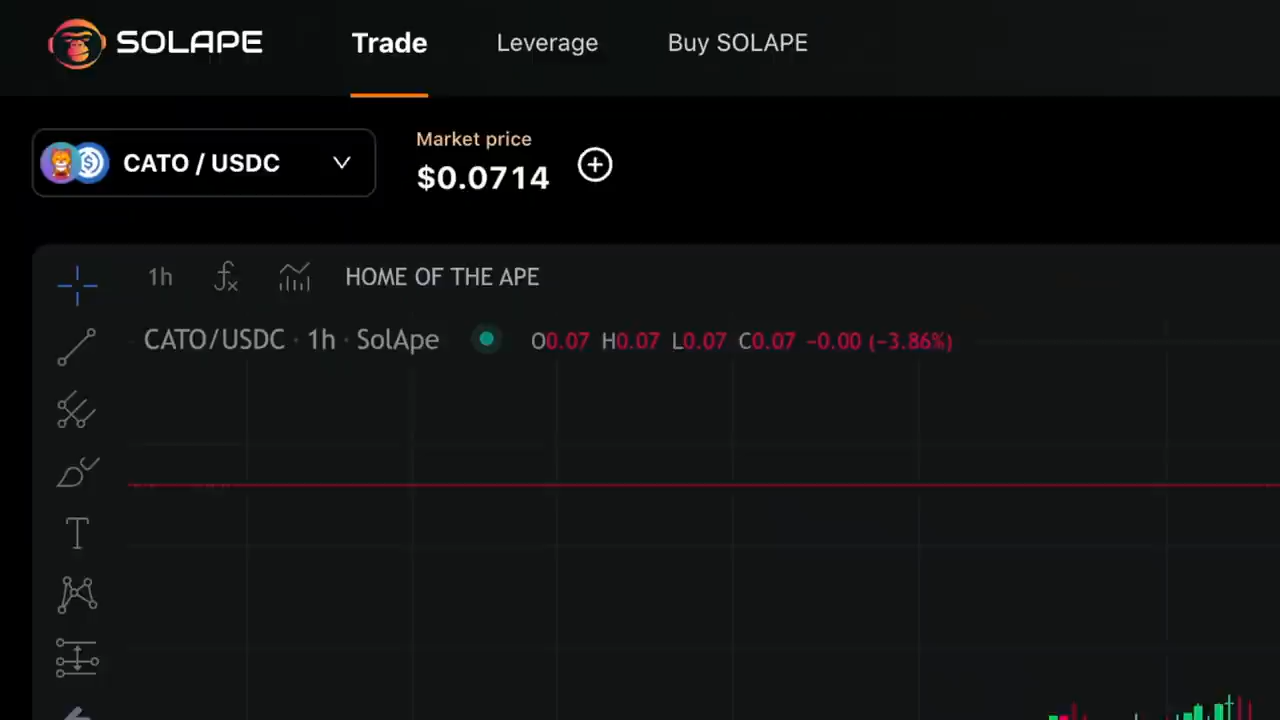 SOLAPE Trade Leverage Buy SOLAPE
CATO / USDC
Market price
$0.0714
1h fx HOME OF THE APE
CATO/USDC · 1h · SolApe O0.07 H0.07 L0.07 C0.07 −0.00 (−3.86%)
T